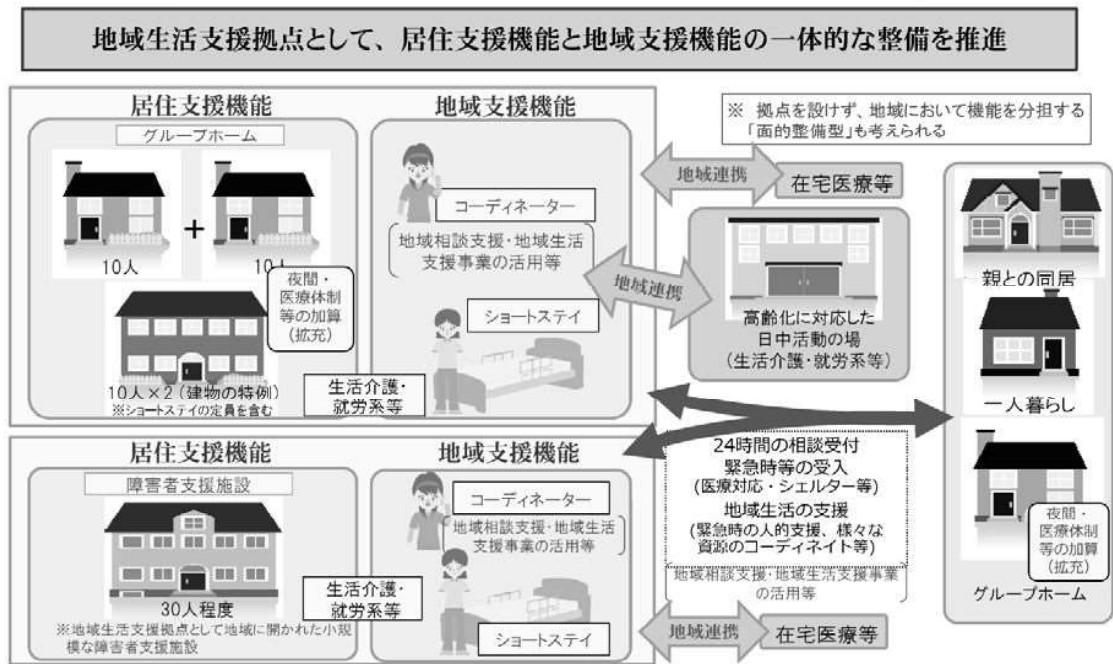 地域生活支援拠点として、居住支援機能と地域支援機能の一体的な整備を推進
居住支援機能
グループホーム
+
10人
10人
夜間・
医療体制
等の加算
(拡充)
10人×2(建物の特例)
※ショートステイの定員を含む
地域支援機能
コーディネーター
地域相談支援・地域生活
支援事業の活用等
ショートステイ
生活介護・
就労系等
※ 拠点を設けず、地域において機能を分担する
「面的整備型」も考えられる
地域連携
在宅医療等
地域連携
高齢化に対応した
日中活動の場
(生活介護・就労系等)
親との同居
一人暮らし
夜間・
医療体制
等の加算
(拡充)
グループホーム
24時間の相談受付
緊急時等の受入
(医療対応・シェルター等)
地域生活の支援
(緊急時の人的支援、様々な
資源のコーディネイト等)
地域相談支援・地域生活支援事業
の活用等
居住支援機能
障害者支援施設
30人程度
※地域生活支援拠点として地域に開かれた小規
模な障害者支援施設
地域支援機能
コーディネーター
地域相談支援・地域生活
支援事業の活用等
生活介護・
就労系等
ショートステイ
地域連携
在宅医療等